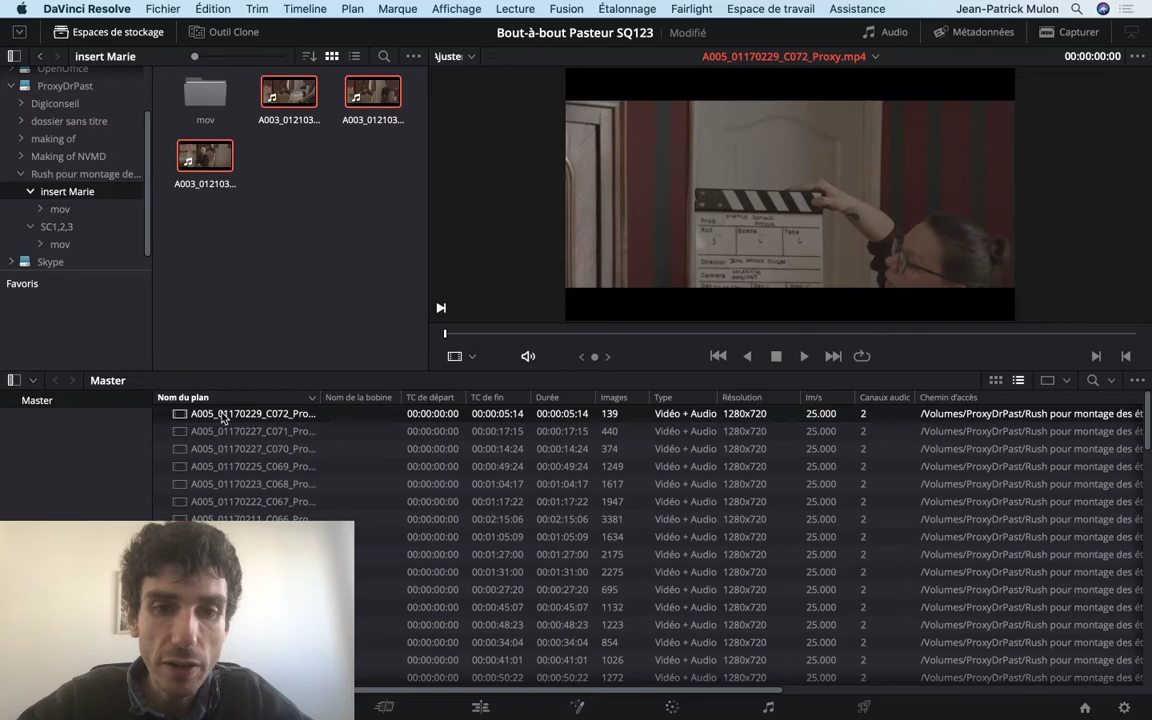 DaVinci Resolve Fichier Édition Trim Timeline Plan Marque Affichage Lecture Fusion Étalonnage Fairlight Espace de travail Assistance Jean-Patrick Mulon
Espaces de stockage Outil Clone Bout-à-bout Pasteur SQ123 Modifié Audio Métadonnées Capturer
insert Marie ••• \juste: A005_01170229_C072_Proxy.mp4 00:00:00:00 •••
OpenOffice
ProxyDrPast
Digiconseil
dossier sans titre
making of
Making of NVMD
Rush pour montage de...
insert Marie
mov
SC1,2,3
mov
Skype
Favoris
mov A003_012103... A003_012103...
A003_012103...
Roll Scene Take
3 6 6
Director
Camera
Master Master •••
Nom du plan Nom de la bobine TC de départ TC de fin Durée Images Type Résolution Im/s Canaux audic Chemin d'accès
A005_01170229_C072_Pro... 00:00:00:00 00:00:05:14 00:00:05:14 139 Vidéo + Audio 1280x720 25.000 2 /Volumes/ProxyDrPast/Rush pour montage des ét
A005_01170227_C071_Pro... 00:00:00:00 00:00:17:15 00:00:17:15 440 Vidéo + Audio 1280x720 25.000 2 /Volumes/ProxyDrPast/Rush pour montage des ét
A005_01170227_C070_Pro... 00:00:00:00 00:00:14:24 00:00:14:24 374 Vidéo + Audio 1280x720 25.000 2 /Volumes/ProxyDrPast/Rush pour montage des ét
A005_01170225_C069_Pro... 00:00:00:00 00:00:49:24 00:00:49:24 1249 Vidéo + Audio 1280x720 25.000 2 /Volumes/ProxyDrPast/Rush pour montage des ét
A005_01170223_C068_Pro... 00:00:00:00 00:01:04:17 00:01:04:17 1617 Vidéo + Audio 1280x720 25.000 2 /Volumes/ProxyDrPast/Rush pour montage des ét
A005_01170222_C067_Pro... 00:00:00:00 00:01:17:22 00:01:17:22 1947 Vidéo + Audio 1280x720 25.000 2 /Volumes/ProxyDrPast/Rush pour montage des ét
A005_01170211_C066_Pro... 00:00:00:00 00:02:15:06 00:02:15:06 3381 Vidéo + Audio 1280x720 25.000 2 /Volumes/ProxyDrPast/Rush pour montage des ét
00:00:00:00 00:01:05:09 00:01:05:09 1634 Vidéo + Audio 1280x720 25.000 2 /Volumes/ProxyDrPast/Rush pour montage des ét
00:00:00:00 00:01:27:00 00:01:27:00 2175 Vidéo + Audio 1280x720 25.000 2 /Volumes/ProxyDrPast/Rush pour montage des ét
00:00:00:00 00:01:31:00 00:01:31:00 2275 Vidéo + Audio 1280x720 25.000 2 /Volumes/ProxyDrPast/Rush pour montage des ét
00:00:00:00 00:00:27:20 00:00:27:20 695 Vidéo + Audio 1280x720 25.000 2 /Volumes/ProxyDrPast/Rush pour montage des ét
00:00:00:00 00:00:45:07 00:00:45:07 1132 Vidéo + Audio 1280x720 25.000 2 /Volumes/ProxyDrPast/Rush pour montage des ét
00:00:00:00 00:00:48:23 00:00:48:23 1223 Vidéo + Audio 1280x720 25.000 2 /Volumes/ProxyDrPast/Rush pour montage des ét
00:00:00:00 00:00:34:04 00:00:34:04 854 Vidéo + Audio 1280x720 25.000 2 /Volumes/ProxyDrPast/Rush pour montage des ét
00:00:00:00 00:00:41:01 00:00:41:01 1026 Vidéo + Audio 1280x720 25.000 2 /Volumes/ProxyDrPast/Rush pour montage des ét
00:00:00:00 00:00:50:22 00:00:50:22 1272 Vidéo + Audio 1280x720 25.000 2 /Volumes/ProxyDrPast/Rush pour montage des ét